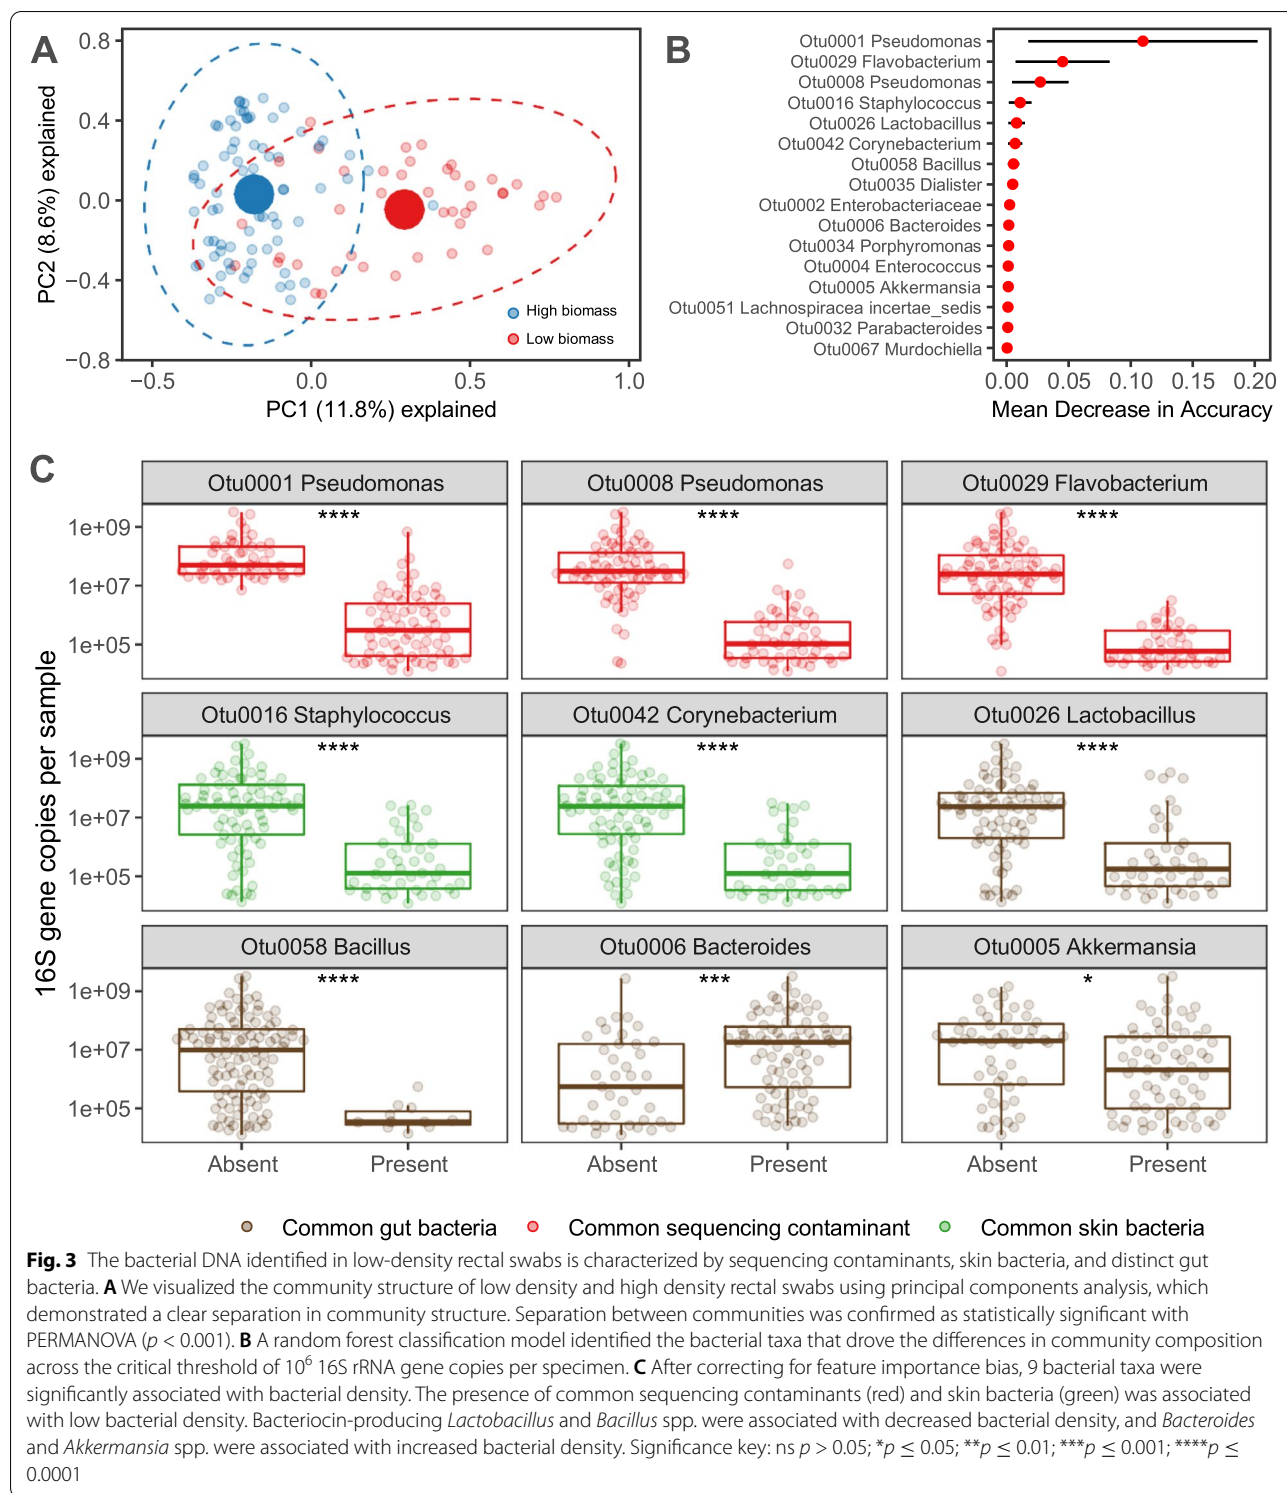 A
0.8
0.4
0.0
−0.4
−0.8
PC2 (8.6%) explained
High biomass
Low biomass
−0.5
0.0
0.5
1.0
PC1 (11.8%) explained
B
Otu0001 Pseudomonas
Otu0029 Flavobacterium
Otu0008 Pseudomonas
Otu0016 Staphylococcus
Otu0026 Lactobacillus
Otu0042 Corynebacterium
Otu0058 Bacillus
Otu0035 Dialister
Otu0002 Enterobacteriaceae
Otu0006 Bacteroides
Otu0034 Porphyromonas
Otu0004 Enterococcus
Otu0005 Akkermansia
Otu0051 Lachnospiracea incertae_sedis
Otu0032 Parabacteroides
Otu0067 Murdochiella
0.00 0.05 0.10 0.15 0.20
Mean Decrease in Accuracy
C
16S gene copies per sample
Otu0001 Pseudomonas
Otu0008 Pseudomonas
Otu0029 Flavobacterium
****
****
****
1e+09
1e+07
1e+05
Otu0016 Staphylococcus
Otu0042 Corynebacterium
Otu0026 Lactobacillus
****
****
****
1e+09
1e+07
1e+05
Otu0058 Bacillus
Otu0006 Bacteroides
Otu0005 Akkermansia
****
***
*
1e+09
1e+07
1e+05
Absent
Present
Absent
Present
Absent
Present
Common gut bacteria
Common sequencing contaminant
Common skin bacteria
Fig. 3 The bacterial DNA identified in low-density rectal swabs is characterized by sequencing contaminants, skin bacteria, and distinct gut
bacteria. A We visualized the community structure of low density and high density rectal swabs using principal components analysis, which
demonstrated a clear separation in community structure. Separation between communities was confirmed as statistically significant with
PERMANOVA (p < 0.001). B A random forest classification model identified the bacterial taxa that drove the differences in community composition
across the critical threshold of 10⁶ 16S rRNA gene copies per specimen. C After correcting for feature importance bias, 9 bacterial taxa were
significantly associated with bacterial density. The presence of common sequencing contaminants (red) and skin bacteria (green) was associated
with low bacterial density. Bacteriocin-producing Lactobacillus and Bacillus spp. were associated with decreased bacterial density, and Bacteroides
and Akkermansia spp. were associated with increased bacterial density. Significance key: ns p > 0.05; *p ≤ 0.05; **p ≤ 0.01; ***p ≤ 0.001; ****p ≤
0.0001